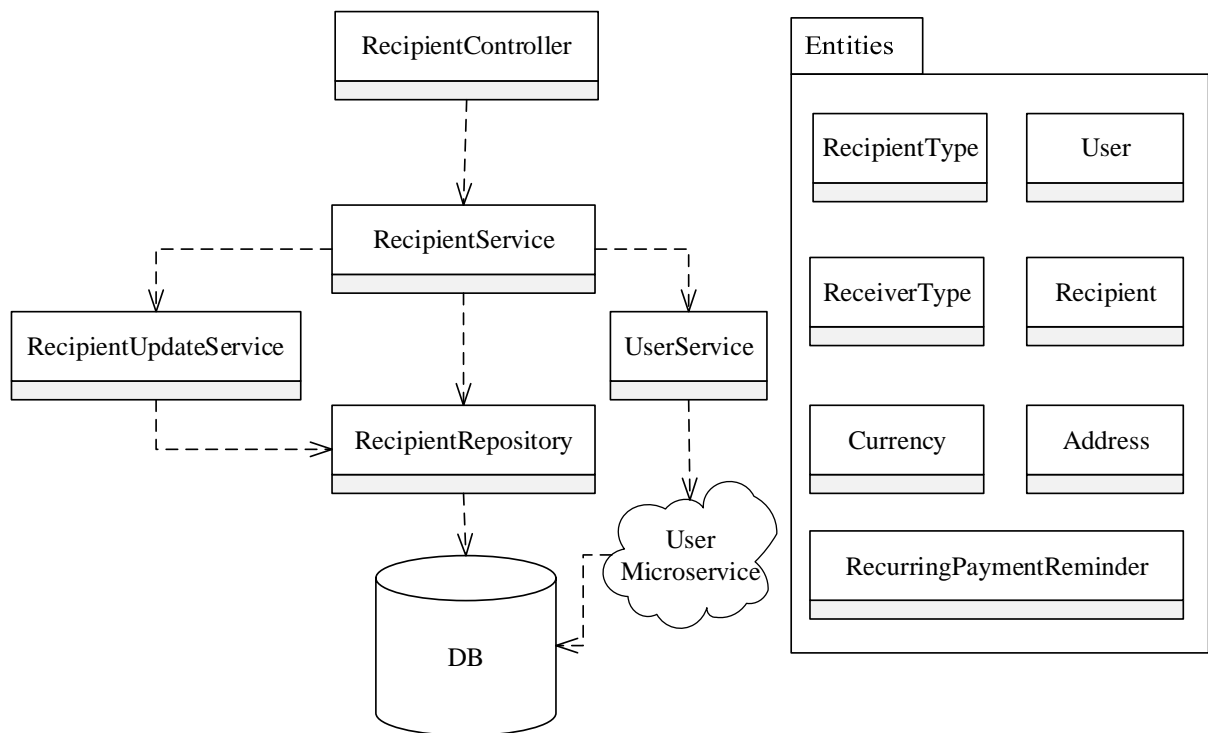 RecipientController
RecipientService
RecipientUpdateService
UserService
RecipientRepository
User
Microservice
DB
Entities
RecipientType
User
ReceiverType
Recipient
Currency
Address
RecurringPaymentReminder